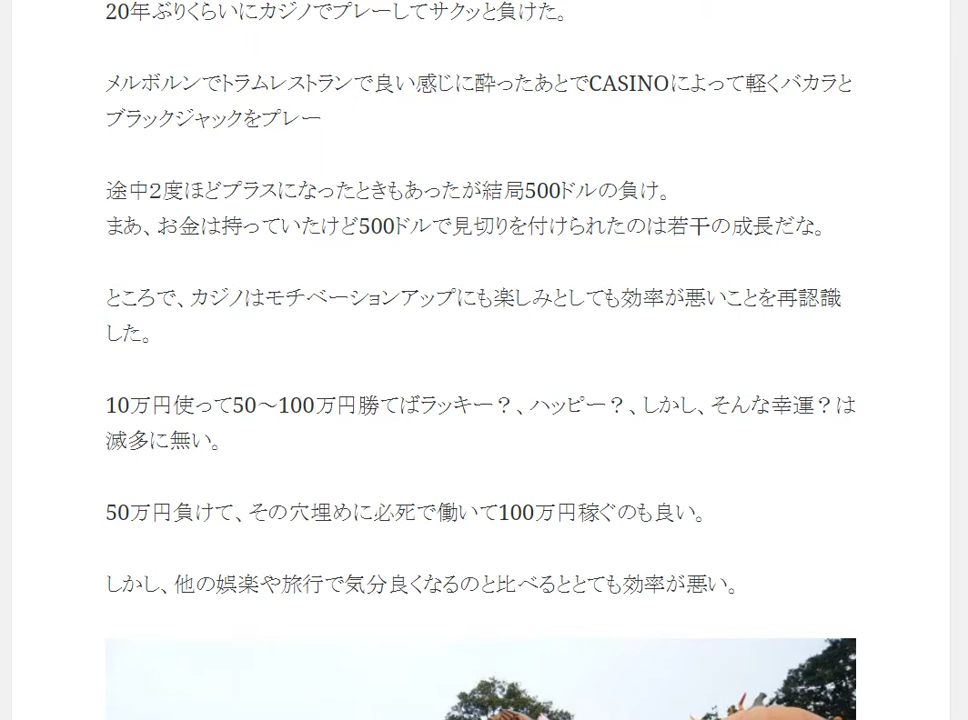 20年ぶりくらいにカジノでプレーしてサクッと負けた。
メルボルンでトラムレストランで良い感じに酔ったあとでCASINOによって軽くバカラと
ブラックジャックをプレー
途中2度ほどプラスになったときもあったが結局500ドルの負け。
まあ、お金は持っていたけど500ドルで見切りを付けられたのは若干の成長だな。
ところで、カジノはモチベーションアップにも楽しみとしても効率が悪いことを再認識
した。
10万円使って50～100万円勝てばラッキー？、ハッピー？、しかし、そんな幸運？は
滅多に無い。
50万円負けて、その穴埋めに必死で働いて100万円稼ぐのも良い。
しかし、他の娯楽や旅行で気分良くなるのと比べるととても効率が悪い。